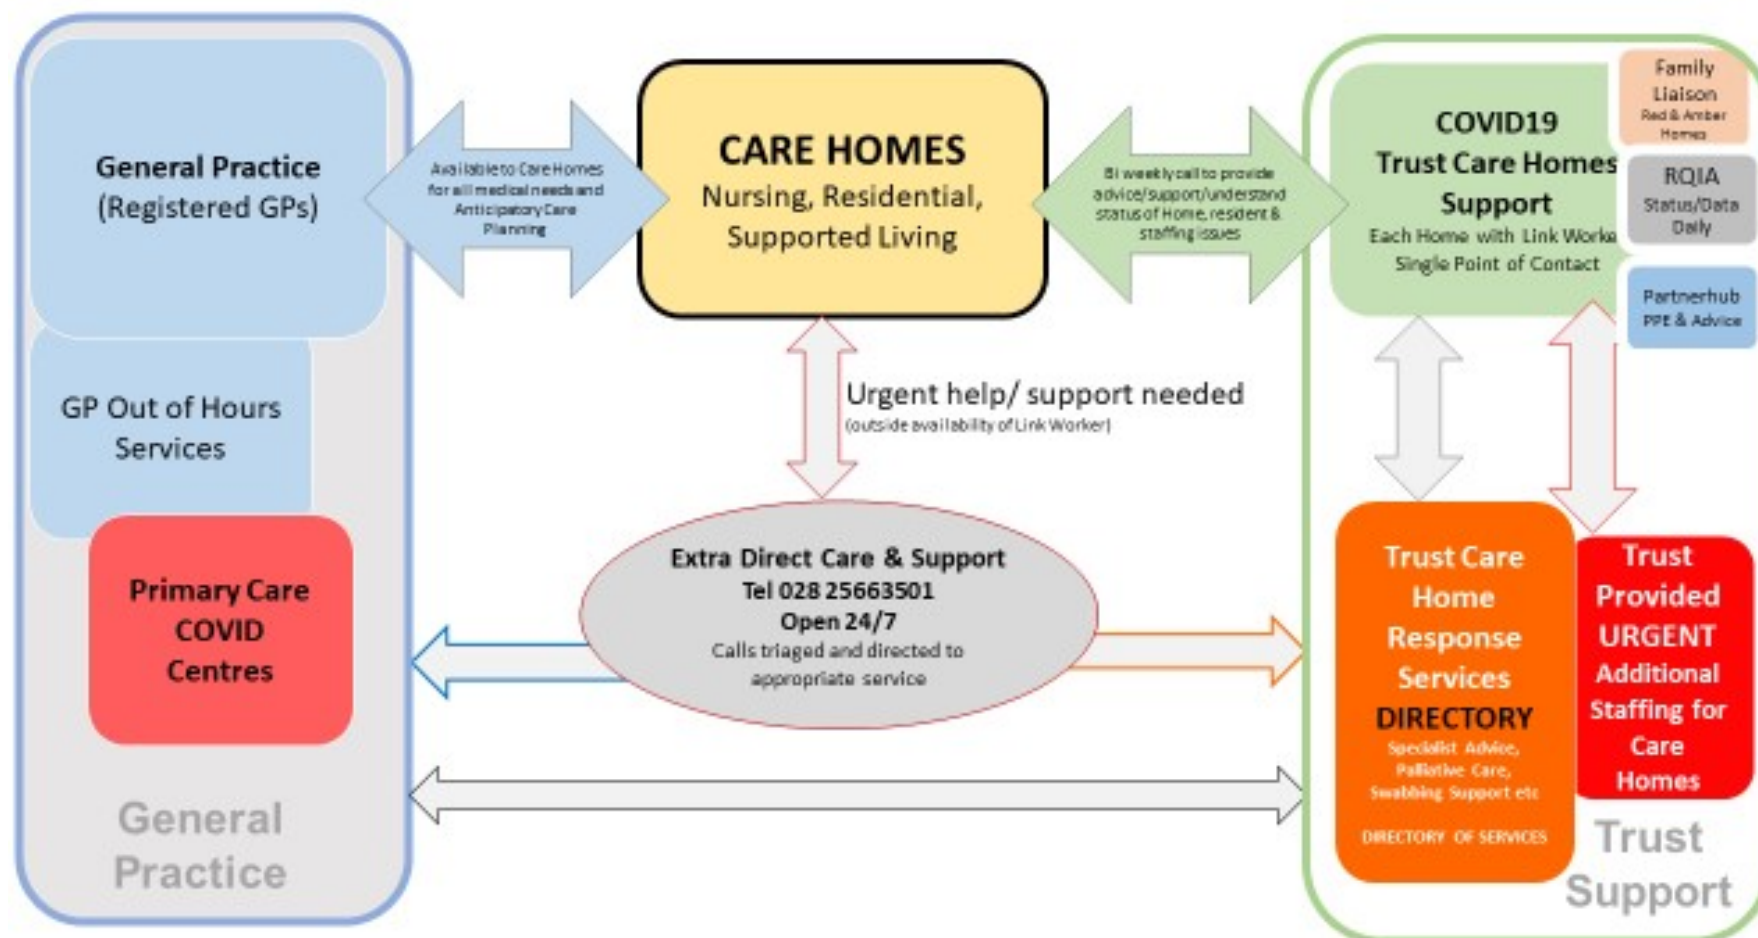 General Practice
(Registered GPs)
GP Out of Hours
Services
Primary Care
COVID
Centres
General
Practice
Available to Care Homes
for all medical needs and
Anticipatory Care
Planning
CARE HOMES
Nursing, Residential,
Supported Living
Bi weekly call to provide
advice/support/understand
status of Home, resident &
staffing issues
Urgent help/ support needed
(outside availability of Link Worker)
Extra Direct Care & Support
Tel 028 25663501
Open 24/7
Calls triaged and directed to
appropriate service
COVID19
Trust Care Homes
Support
Each Home with Link Worke
Single Point of Contact
Family
Liaison
Red & Amber
Homes
RQIA
Status/Data
Daily
Partnerhub
PPE & Advice
Trust Care
Home
Response
Services
DIRECTORY
Specialist Advice,
Palliative Care,
Swabbing Support etc
DIRECTORY OF SERVICES
Trust
Provided
URGENT
Additional
Staffing for
Care
Homes
Trust
Support